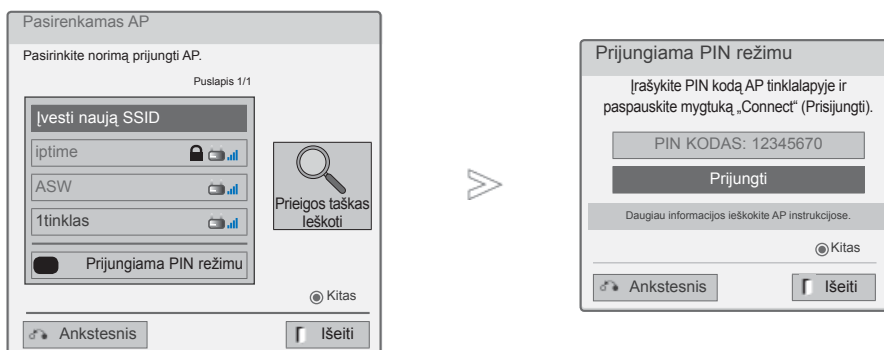 Pasirenkamas AP
Pasirinkite norimą prijungti AP.
Puslapis 1/1
Įvesti naują SSID
iptime
ASW
1tinklas
Prijungiama PIN režimu
Prieigos taškas
Ieškoti
Kitas
Ankstesnis
Išeiti
Prijungiama PIN režimu
Įrašykite PIN kodą AP tinklalapyje ir
paspauskite mygtuką „Connect“ (Prisijungti).
PIN KODAS: 12345670
Prijungti
Daugiau informacijos ieškokite AP instrukcijose.
Kitas
Ankstesnis
Išeiti